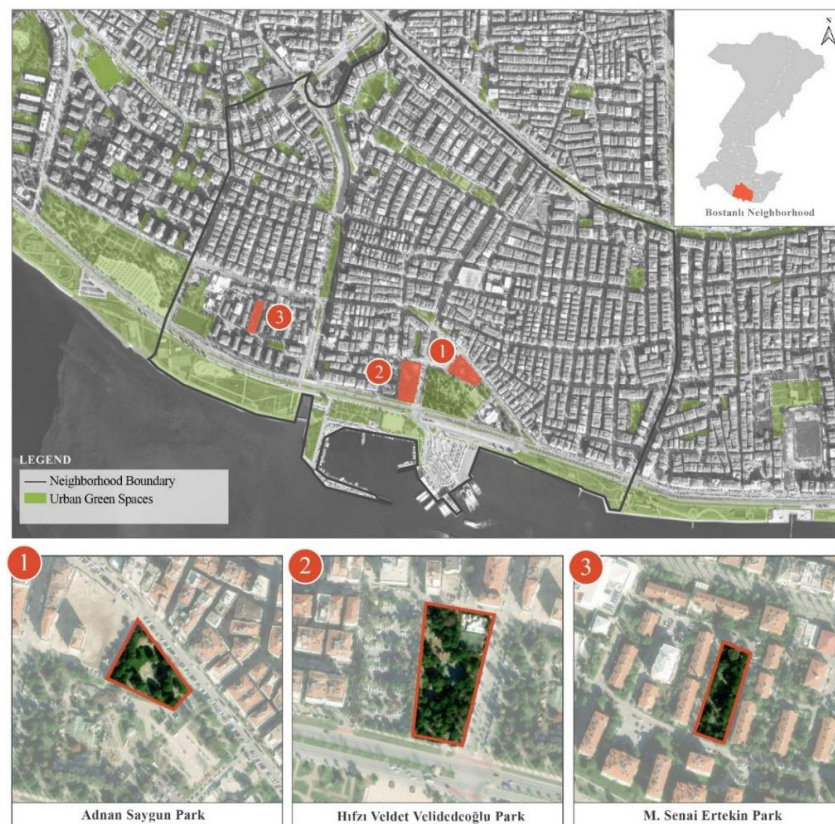 N
Bostanlı Neighborhood
3
1
2
LEGEND
Neighborhood Boundary
Urban Green Spaces
1
2
3
Adnan Saygun Park
Hıfzı Veldet Velidedeoğlu Park
M. Senai Ertekin Park